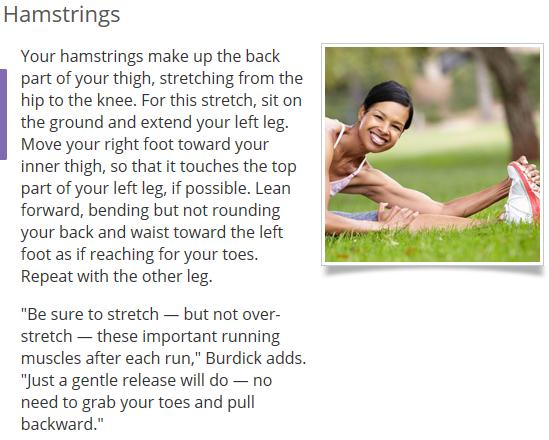 Hamstrings
Your hamstrings make up the back
part of your thigh, stretching from the
hip to the knee. For this stretch, sit on
the ground and extend your left leg.
Move your right foot toward your
inner thigh, so that it touches the top
part of your left leg, if possible. Lean
forward, bending but not rounding
your back and waist toward the left
foot as if reaching for your toes.
Repeat with the other leg.
"Be sure to stretch — but not over-
stretch — these important running
muscles after each run," Burdick adds.
"Just a gentle release will do — no
need to grab your toes and pull
backward."